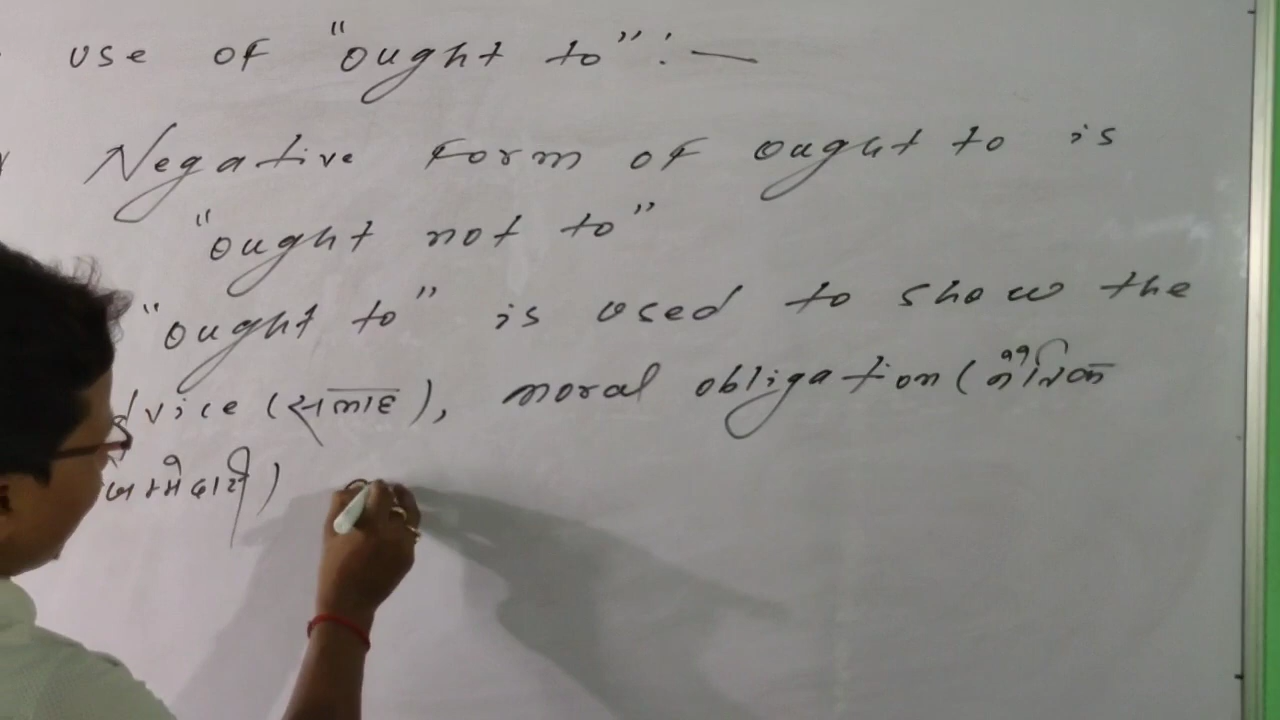 use of "ought to" :—
Negative form of ought to is
"ought not to"
"ought to" is used to show the
dvice (सलाह), moral obligation (नैतिक
जिम्मेदारी)